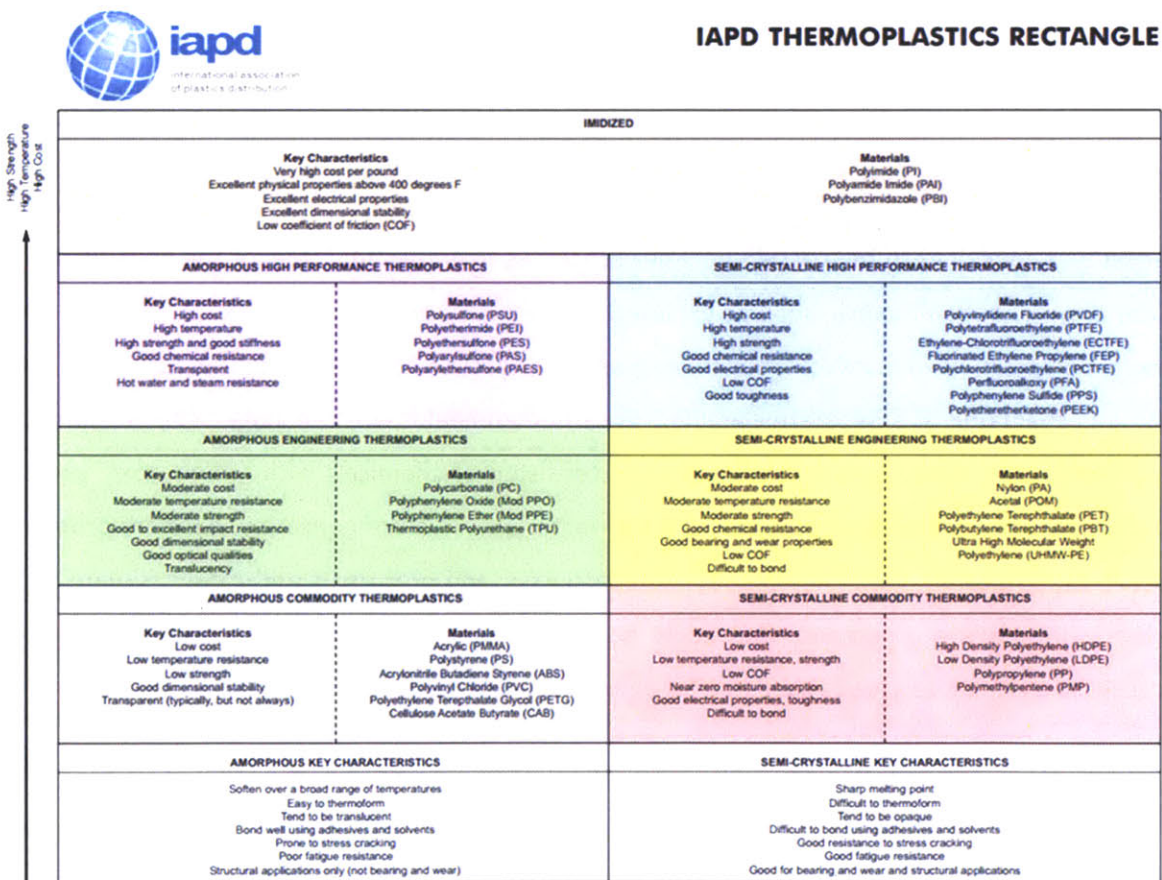 iapd
international association
of plastics distribution
IAPD THERMOPLASTICS RECTANGLE
High Strength
High Temperature
High Cost
IMIDIZED
Key Characteristics
Very high cost per pound
Excellent physical properties above 400 degrees F
Excellent electrical properties
Excellent dimensional stability
Low coefficient of friction (COF)
Materials
Polyimide (PI)
Polyamide Imide (PAI)
Polybenzimidazole (PBI)
AMORPHOUS HIGH PERFORMANCE THERMOPLASTICS
Key Characteristics
High cost
High temperature
High strength and good stiffness
Good chemical resistance
Transparent
Hot water and steam resistance
Materials
Polysulfone (PSU)
Polyetherimide (PEI)
Polyethersulfone (PES)
Polyarylsulfone (PAS)
Polyarylethersulfone (PAES)
SEMI-CRYSTALLINE HIGH PERFORMANCE THERMOPLASTICS
Key Characteristics
High cost
High temperature
High strength
Good chemical resistance
Good electrical properties
Low COF
Good toughness
Materials
Polyvinylidene Fluoride (PVDF)
Polytetrafluoroethylene (PTFE)
Ethylene-Chlorotrifluoroethylene (ECTFE)
Fluorinated Ethylene Propylene (FEP)
Polychlorotrifluoroethylene (PCTFE)
Perfluoroalkoxy (PFA)
Polyphenylene Sulfide (PPS)
Polyetheretherketone (PEEK)
AMORPHOUS ENGINEERING THERMOPLASTICS
Key Characteristics
Moderate cost
Moderate temperature resistance
Moderate strength
Good to excellent impact resistance
Good dimensional stability
Good optical qualities
Translucency
Materials
Polycarbonate (PC)
Polyphenylene Oxide (Mod PPO)
Polyphenylene Ether (Mod PPE)
Thermoplastic Polyurethane (TPU)
SEMI-CRYSTALLINE ENGINEERING THERMOPLASTICS
Key Characteristics
Moderate cost
Moderate temperature resistance
Moderate strength
Good chemical resistance
Good bearing and wear properties
Low COF
Difficult to bond
Materials
Nylon (PA)
Acetal (POM)
Polyethylene Terephthalate (PET)
Polybutylene Terephthalate (PBT)
Ultra High Molecular Weight
Polyethylene (UHMW-PE)
AMORPHOUS COMMODITY THERMOPLASTICS
Key Characteristics
Low cost
Low temperature resistance
Low strength
Good dimensional stability
Transparent (typically, but not always)
Materials
Acrylic (PMMA)
Polystyrene (PS)
Acrylonitrile Butadiene Styrene (ABS)
Polyvinyl Chloride (PVC)
Polyethylene Terepthalate Glycol (PETG)
Cellulose Acetate Butyrate (CAB)
SEMI-CRYSTALLINE COMMODITY THERMOPLASTICS
Key Characteristics
Low cost
Low temperature resistance, strength
Low COF
Near zero moisture absorption
Good electrical properties, toughness
Difficult to bond
Materials
High Density Polyethylene (HDPE)
Low Density Polyethylene (LDPE)
Polypropylene (PP)
Polymethylpentene (PMP)
AMORPHOUS KEY CHARACTERISTICS
Soften over a broad range of temperatures
Easy to thermoform
Tend to be translucent
Bond well using adhesives and solvents
Prone to stress cracking
Poor fatigue resistance
Structural applications only (not bearing and wear)
SEMI-CRYSTALLINE KEY CHARACTERISTICS
Sharp melting point
Difficult to thermoform
Tend to be opaque
Difficult to bond using adhesives and solvents
Good resistance to stress cracking
Good fatigue resistance
Good for bearing and wear and structural applications